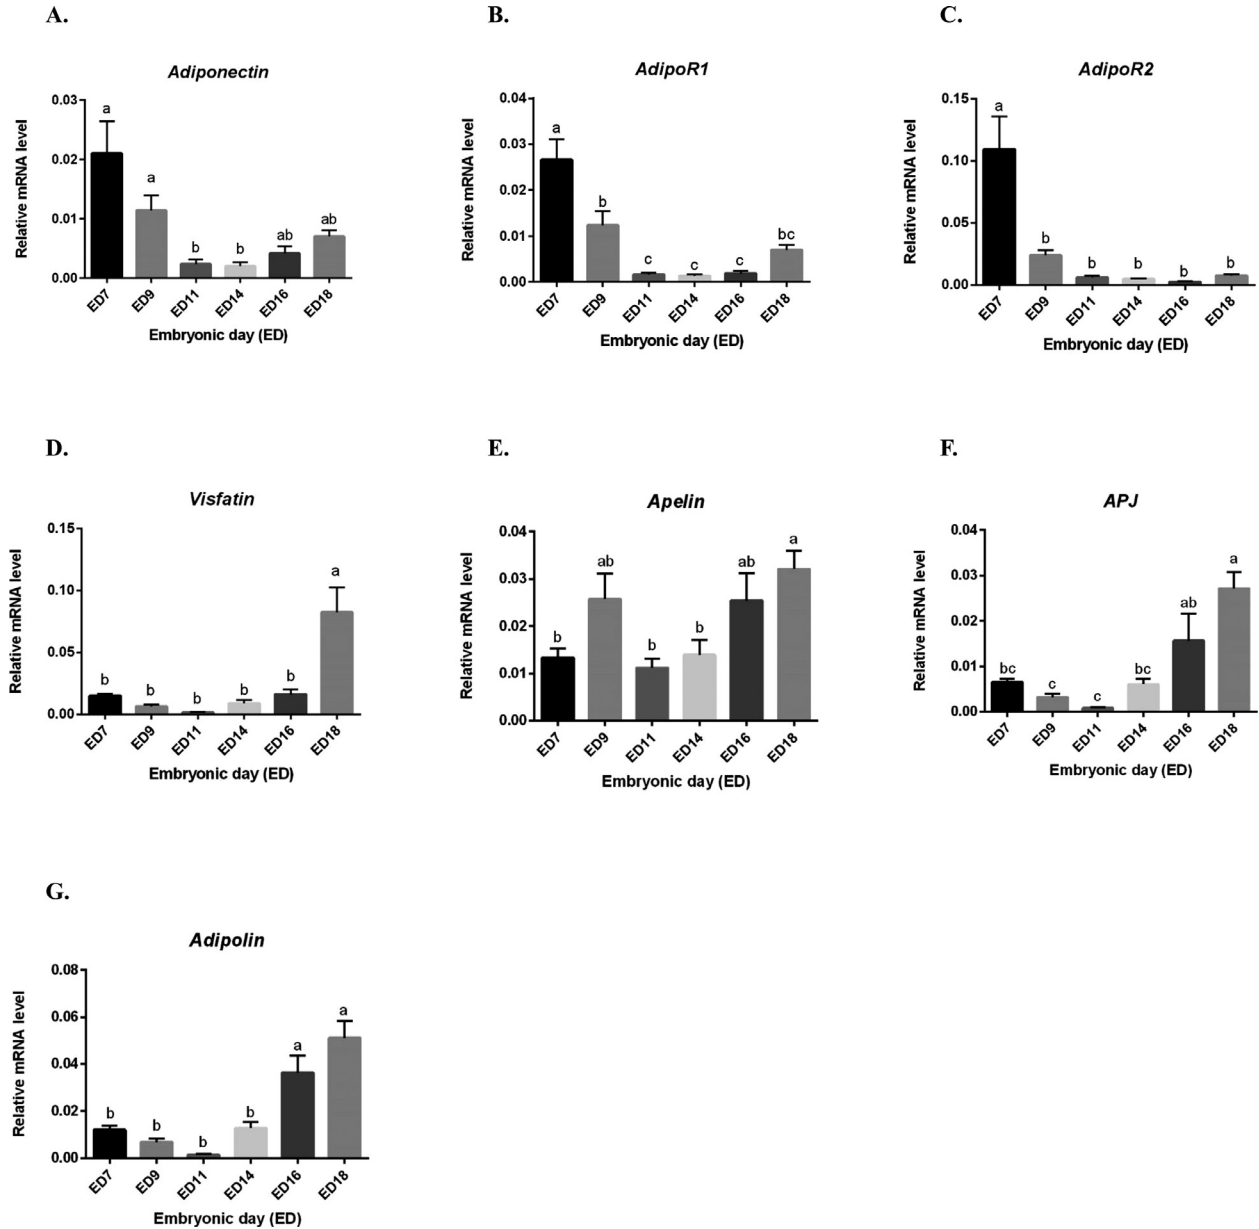 A.
Adiponectin
Relative mRNA level
0.03
0.02
0.01
0.00
a
a
b
b
ab
ab
ED7
ED9
ED11
ED14
ED16
ED18
Embryonic day (ED)
B.
AdipoR1
Relative mRNA level
0.04
0.03
0.02
0.01
0.00
a
b
c
c
c
bc
ED7
ED9
ED11
ED14
ED16
ED18
Embryonic day (ED)
C.
AdipoR2
Relative mRNA level
0.15
0.10
0.05
0.00
a
b
b
b
b
b
ED7
ED9
ED11
ED14
ED16
ED18
Embryonic day (ED)
D.
Visfatin
Relative mRNA level
0.15
0.10
0.05
0.00
b
b
b
b
b
a
ED7
ED9
ED11
ED14
ED16
ED18
Embryonic day (ED)
E.
Apelin
Relative mRNA level
0.04
0.03
0.02
0.01
0.00
b
ab
b
b
ab
a
ED7
ED9
ED11
ED14
ED16
ED18
Embryonic day (ED)
F.
APJ
Relative mRNA level
0.04
0.03
0.02
0.01
0.00
bc
c
c
bc
ab
a
ED7
ED9
ED11
ED14
ED16
ED18
Embryonic day (ED)
G.
Adipolin
Relative mRNA level
0.08
0.06
0.04
0.02
0.00
b
b
b
b
a
a
ED7
ED9
ED11
ED14
ED16
ED18
Embryonic day (ED)